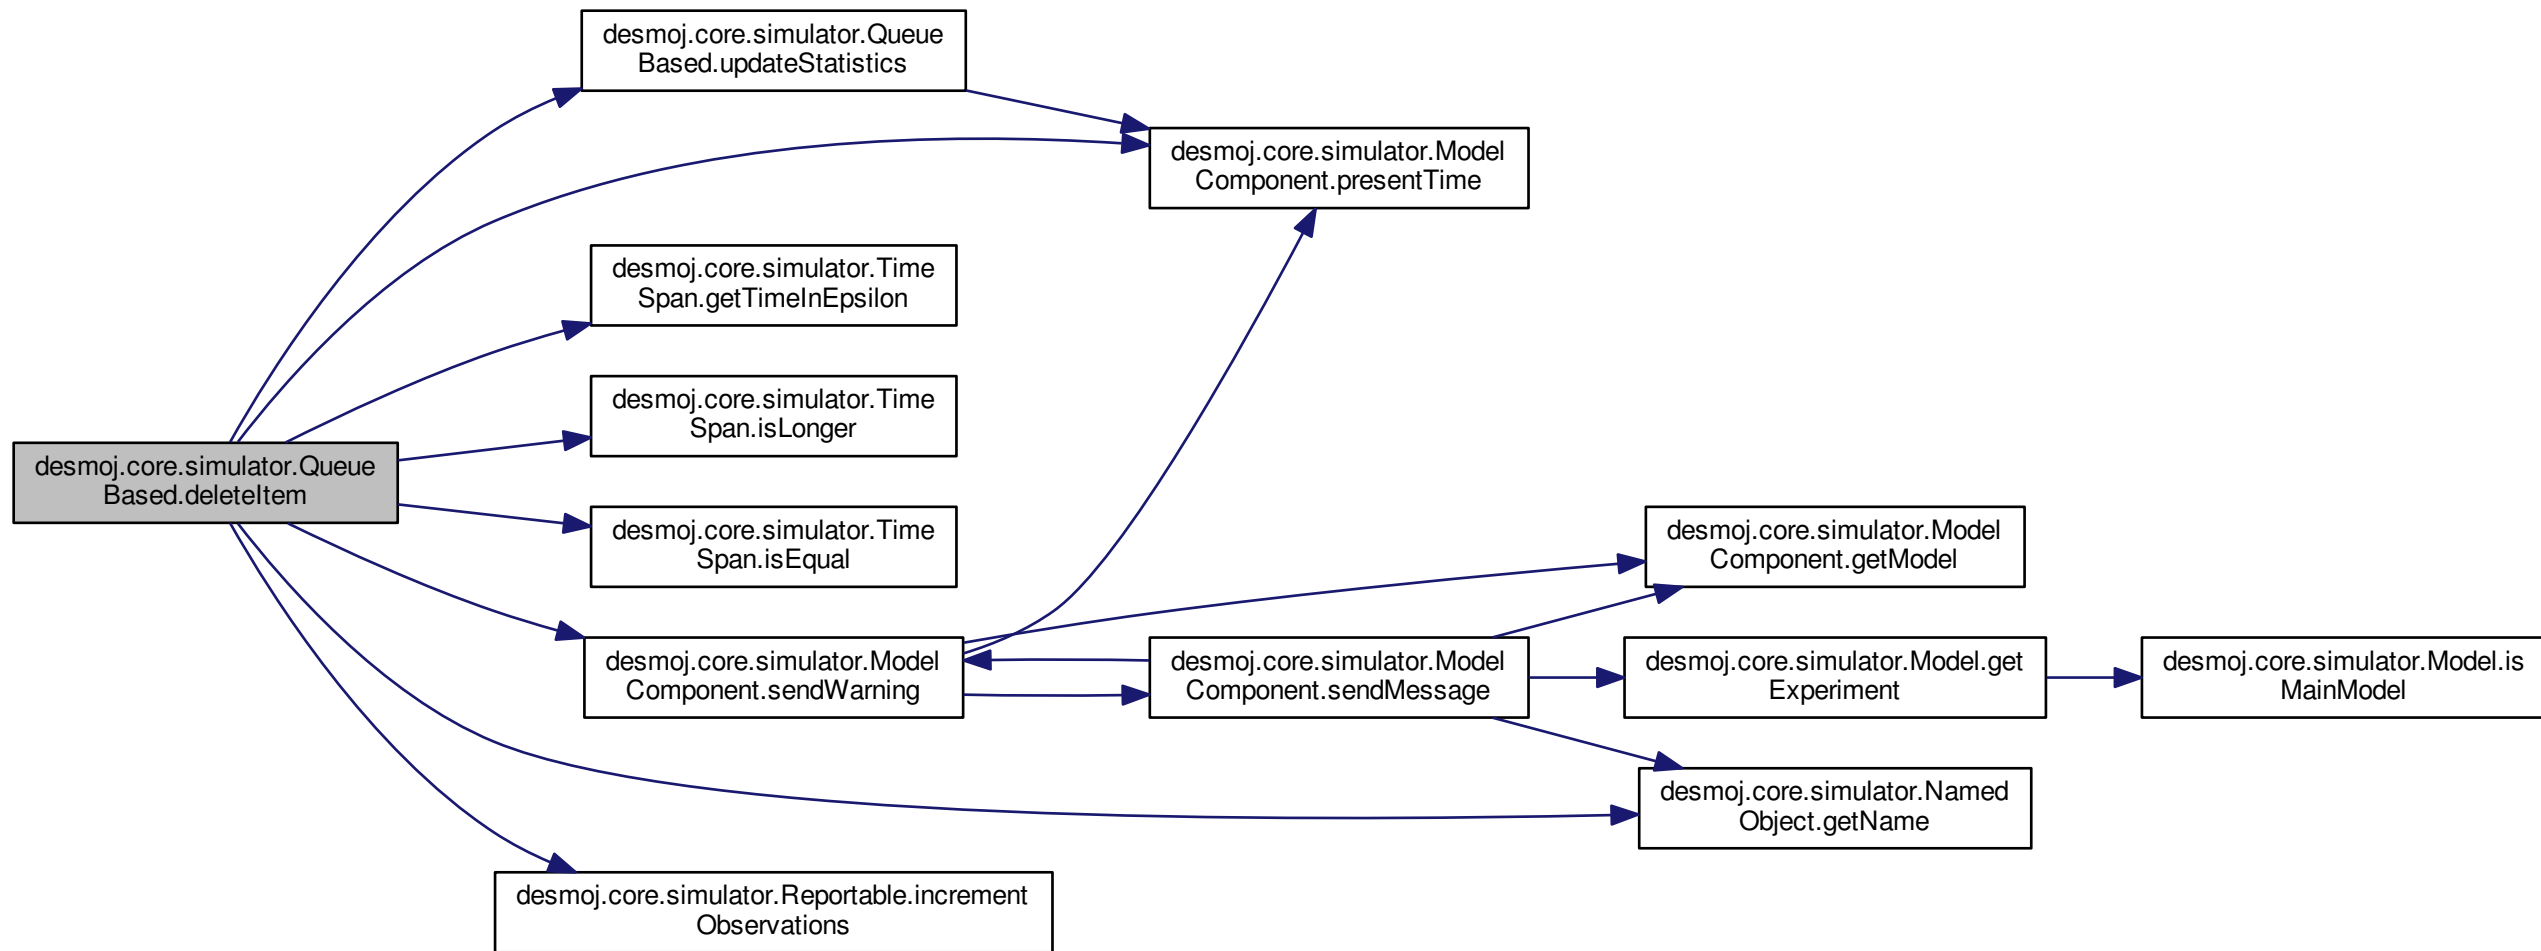 desmoj.core.simulator.Queue
Based.updateStatistics
desmoj.core.simulator.Model
Component.presentTime
desmoj.core.simulator.Time
Span.getTimeInEpsilon
desmoj.core.simulator.Time
Span.isLonger
desmoj.core.simulator.Queue
Based.deleteItem
desmoj.core.simulator.Time
Span.isEqual
desmoj.core.simulator.Model
Component.getModel
desmoj.core.simulator.Model
Component.sendWarning
desmoj.core.simulator.Model
Component.sendMessage
desmoj.core.simulator.Model.get
Experiment
desmoj.core.simulator.Model.is
MainModel
desmoj.core.simulator.Named
Object.getName
desmoj.core.simulator.Reportable.increment
Observations